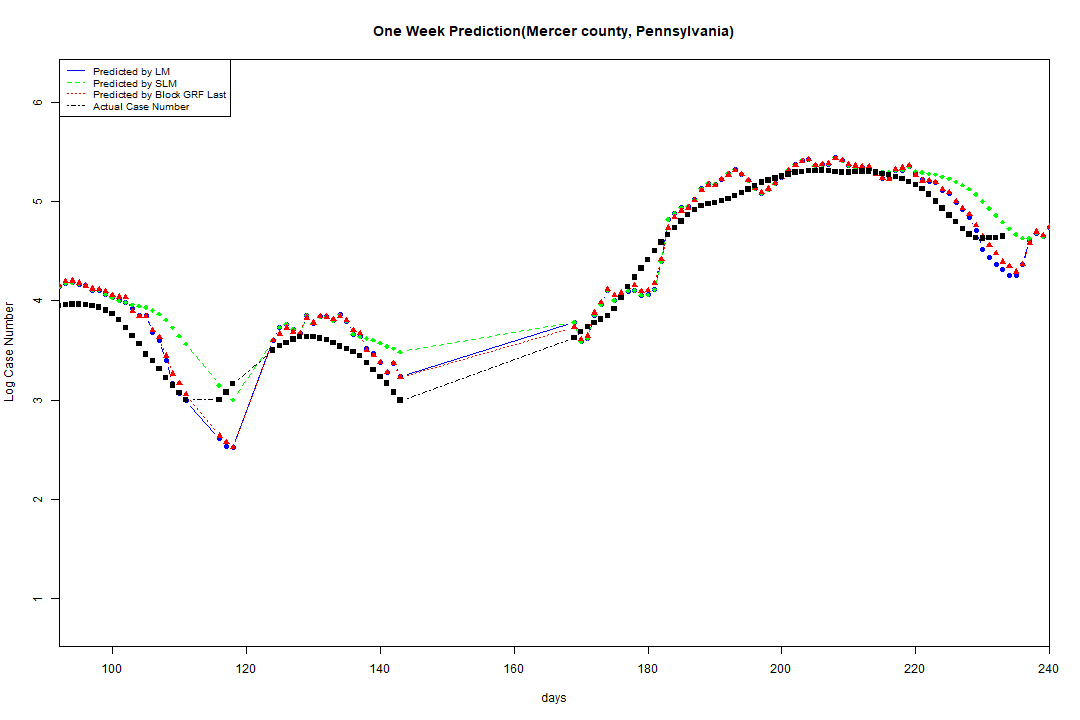 One Week Prediction(Mercer county, Pennsylvania)
Predicted by LM
Predicted by SLM
Predicted by Block GRF Last
Actual Case Number
6
5
4
3
2
1
Log Case Number
100 120 140 160 180 200 220 240
days